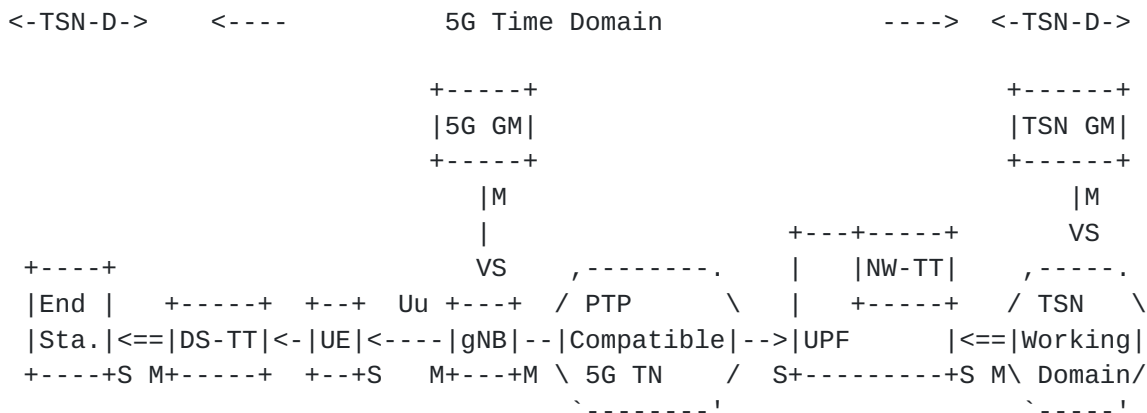 <-TSN-D->    <----          5G Time Domain              ---->  <-TSN-D->
                           +-----+                             +------+
                           |5G GM|                             |TSN GM|
                           +-----+                             +------+
                              |M                                   |M
                              |                   +---+-----+      VS
 +----+                       VS    ,--------.    |   |NW-TT|   ,-----.
 |End |   +-----+  +--+  Uu +---+  / PTP      \   |   +-----+  / TSN   \
 |Sta.|<==|DS-TT|<-|UE|<----|gNB|--|Compatible|-->|UPF      |<==|Working|
 +----+S M+-----+  +--+S   M+---+M \ 5G TN    /  S+---------+S M\ Domain/
                                    `--------'                  `-----'